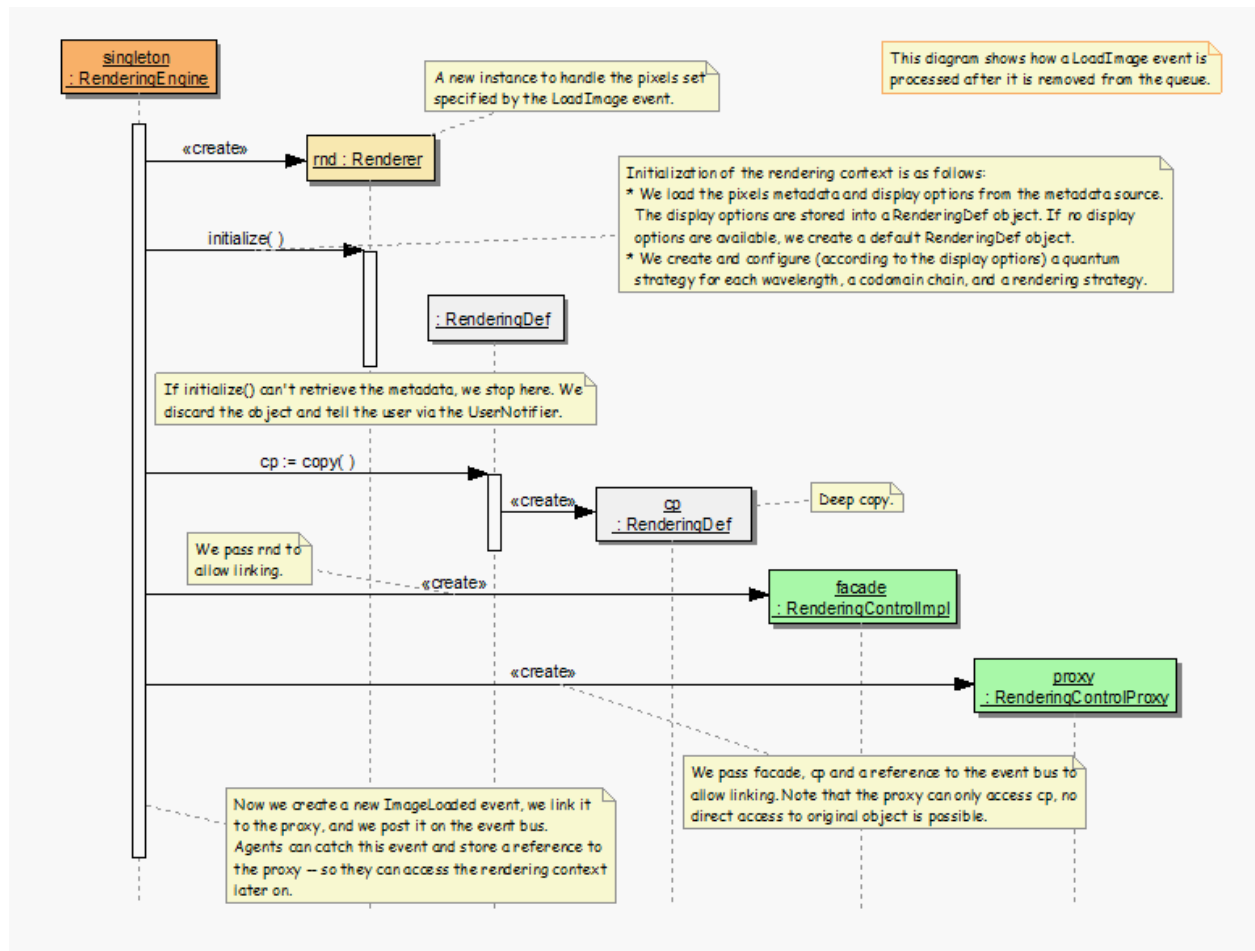 singleton
: RenderingEngine
This diagram shows how a LoadImage event is
processed after it is removed from the queue.
A new instance to handle the pixels set
specified by the LoadImage event.
«create»
rnd : Renderer
Initialization of the rendering context is as follows:
* We load the pixels metadata and display options from the metadata source.
The display options are stored into a RenderingDef object. If no display
options are available, we create a default RenderingDef object.
* We create and configure (according to the display options) a quantum
strategy for each wavelength, a codomain chain, and a rendering strategy.
initialize( )
: RenderingDef
If initialize() can't retrieve the metadata, we stop here. We
discard the object and tell the user via the UserNotifier.
cp := copy( )
«create»
cp
: RenderingDef
Deep copy.
We pass rnd to
allow linking.
«create»
facade
: RenderingControlImpl
«create»
proxy
: RenderingControlProxy
We pass facade, cp and a reference to the event bus to
allow linking. Note that the proxy can only access cp, no
direct access to original object is possible.
Now we create a new ImageLoaded event, we link it
to the proxy, and we post it on the event bus.
Agents can catch this event and store a reference to
the proxy -- so they can access the rendering context
later on.